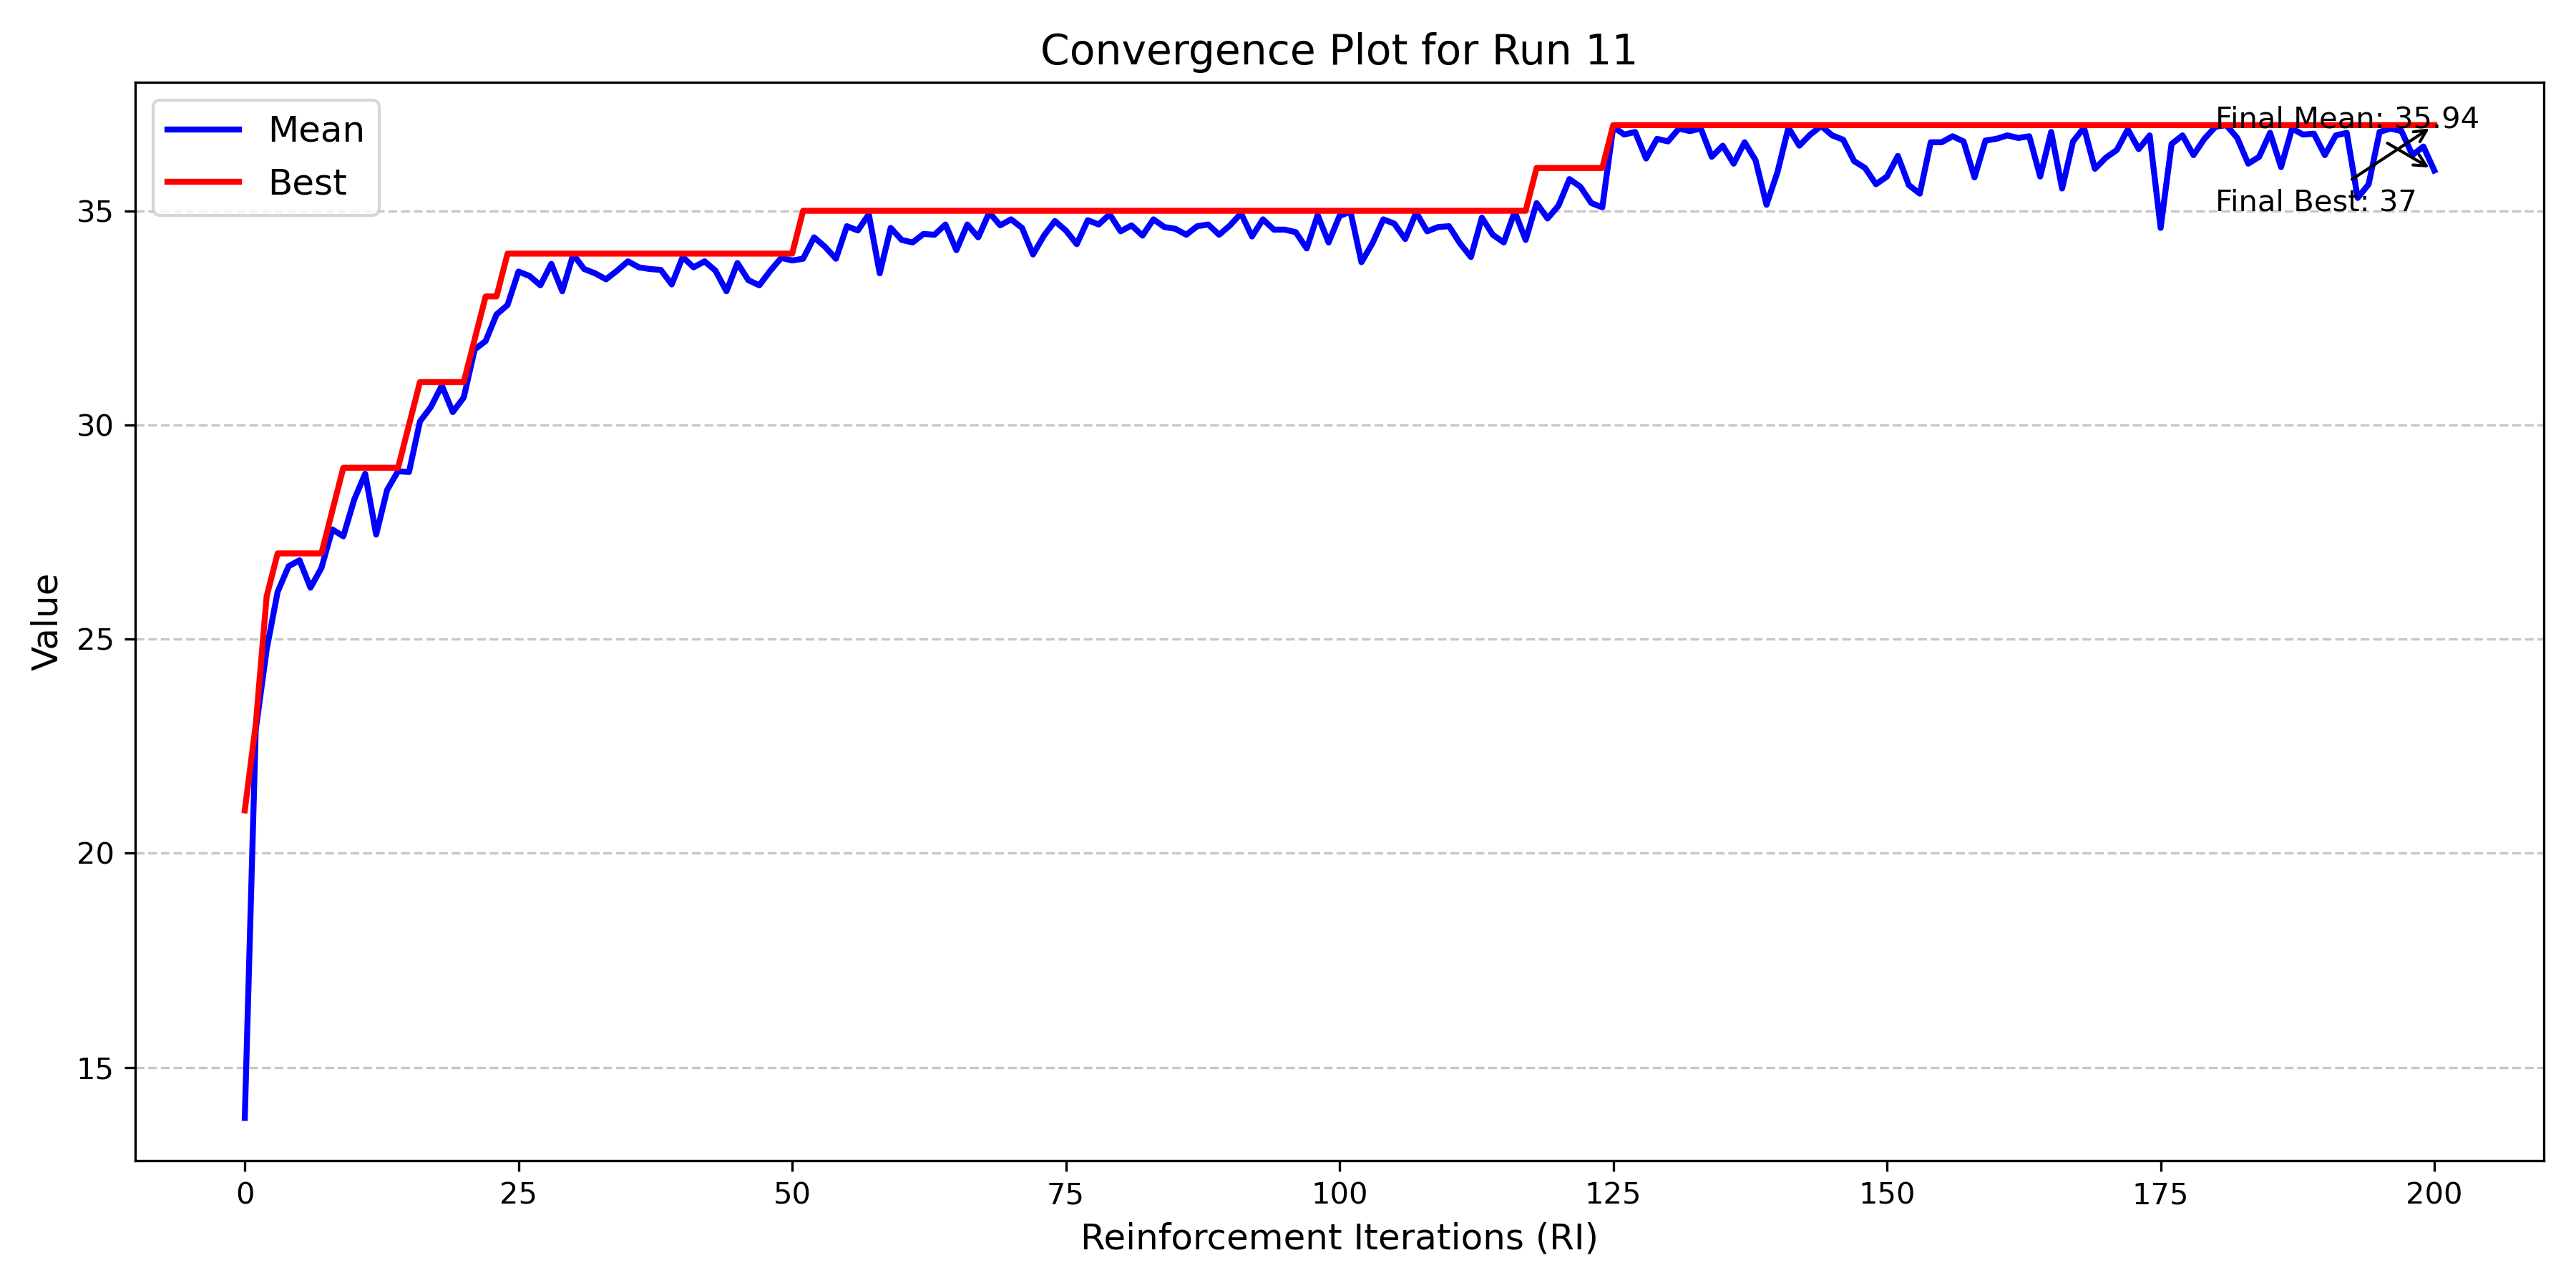 Convergence Plot for Run 11
Mean
Best
Final Mean: 35.94
Final Best: 37
Value
35
30
25
20
15
0 25 50 75 100 125 150 175 200
Reinforcement Iterations (RI)